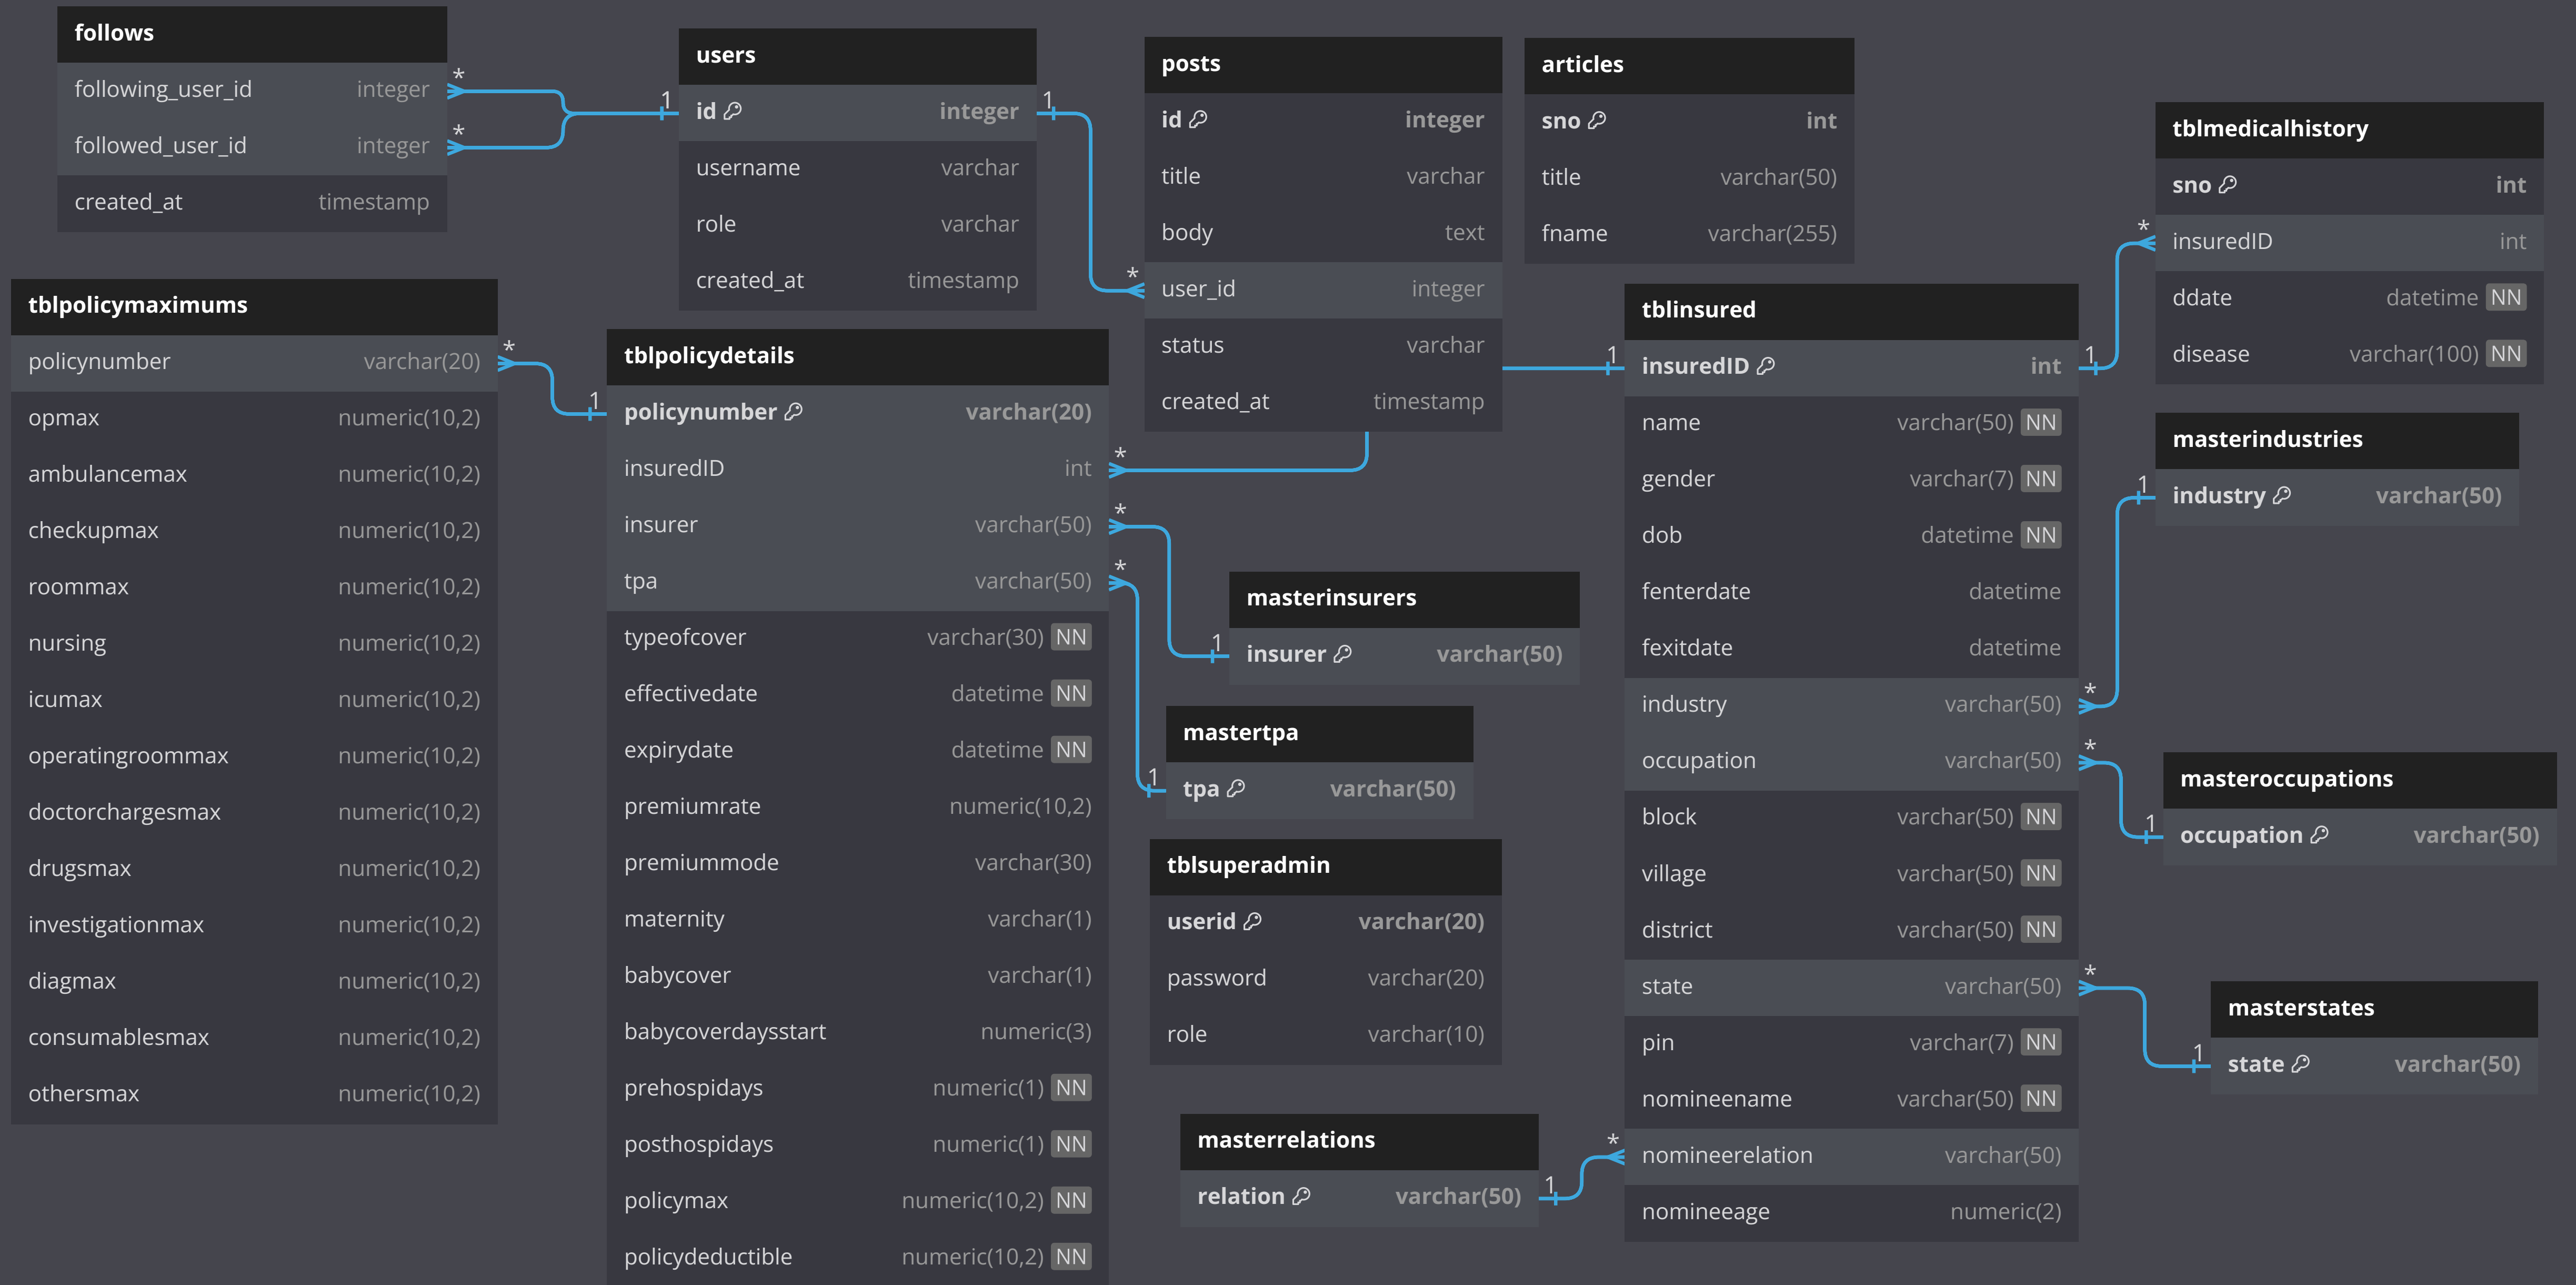 follows
following_user_id integer
followed_user_id integer
created_at timestamp
* * 1
users
id integer
username varchar
role varchar
created_at timestamp
1 *
posts
id integer
title varchar
body text
user_id integer
status varchar
created_at timestamp
articles
sno int
title varchar(50)
fname varchar(255)
tblmedicalhistory
sno int
insuredID int
ddate datetime NN
disease varchar(100) NN
* 1
tblpolicymaximums
policynumber varchar(20)
opmax numeric(10,2)
ambulancemax numeric(10,2)
checkupmax numeric(10,2)
roommax numeric(10,2)
nursing numeric(10,2)
icumax numeric(10,2)
operatingroommax numeric(10,2)
doctorchargesmax numeric(10,2)
drugsmax numeric(10,2)
investigationmax numeric(10,2)
diagmax numeric(10,2)
consumablesmax numeric(10,2)
othersmax numeric(10,2)
* 1
tblpolicydetails
policynumber varchar(20)
insuredID int
insurer varchar(50)
tpa varchar(50)
typeofcover varchar(30) NN
effectivedate datetime NN
expirydate datetime NN
premiumrate numeric(10,2)
premiummode varchar(30)
maternity varchar(1)
babycover varchar(1)
babycoverdaysstart numeric(3)
prehospidays numeric(1) NN
posthospidays numeric(1) NN
policymax numeric(10,2) NN
policydeductible numeric(10,2) NN
* 1
* 1
* 1
masterinsurers
insurer varchar(50)
mastertpa
tpa varchar(50)
tblsuperadmin
userid varchar(20)
password varchar(20)
role varchar(10)
masterrelations
relation varchar(50)
1 *
tblinsured
insuredID int
name varchar(50) NN
gender varchar(7) NN
dob datetime NN
fenterdate datetime
fexitdate datetime
industry varchar(50)
occupation varchar(50)
block varchar(50) NN
village varchar(50) NN
district varchar(50) NN
state varchar(50)
pin varchar(7) NN
nomineename varchar(50) NN
nomineerelation varchar(50)
nomineeage numeric(2)
masterindustries
industry varchar(50)
1 *
masteroccupations
occupation varchar(50)
* 1
masterstates
state varchar(50)
* 1